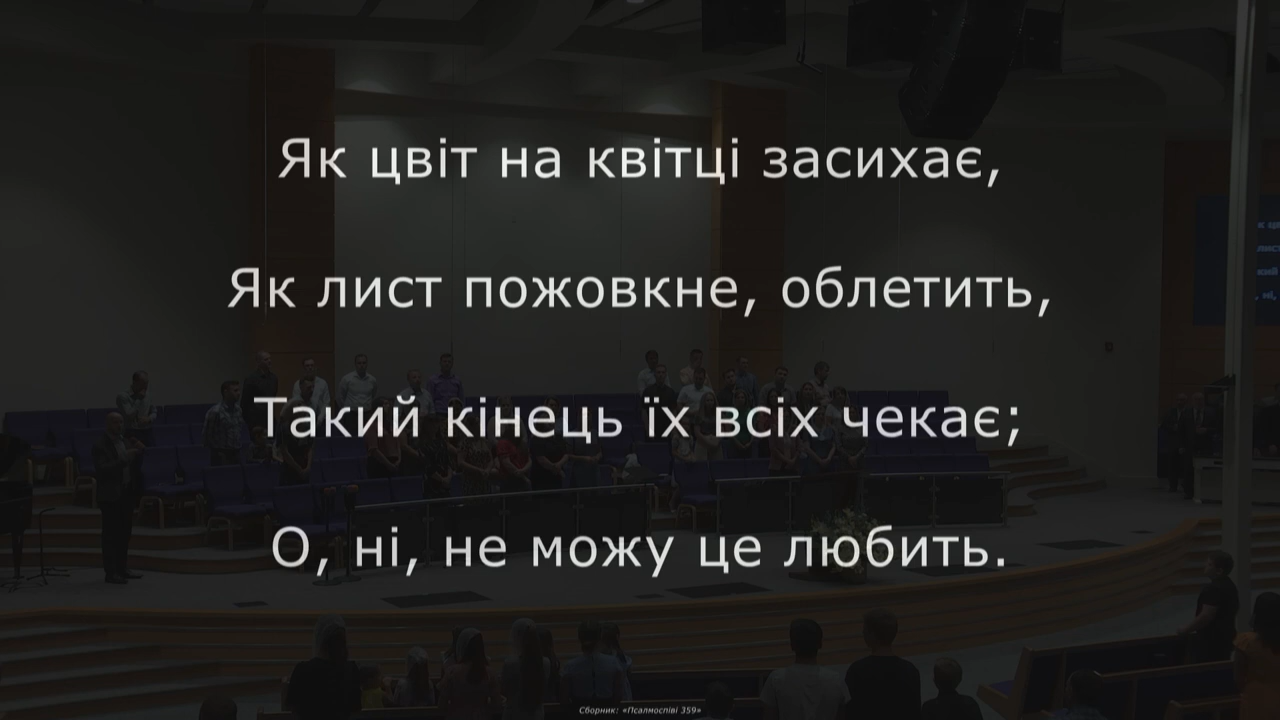 Як цвіт на квітці засихає,
Як лист пожовкне, облетить,
Такий кінець їх всіх чекає;
О, ні, не можу це любить.
Сборник: «Псалмоспіві 359»